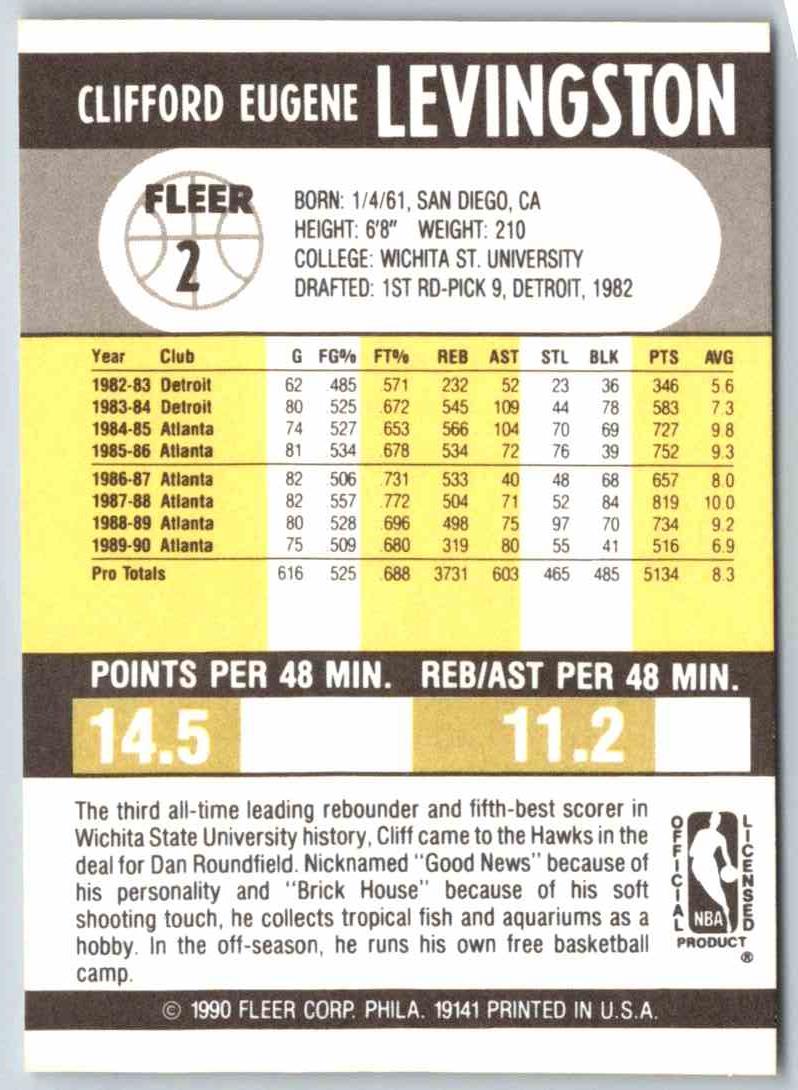 CLIFFORD EUGENE LEVINGSTON
FLEER
2
BORN: 1/4/61, SAN DIEGO, CA
HEIGHT: 6'8" WEIGHT: 210
COLLEGE: WICHITA ST. UNIVERSITY
DRAFTED: 1ST RD-PICK 9, DETROIT, 1982
Year Club G FG% FT% REB AST STL BLK PTS AVG
1982-83 Detroit 62 .485 .571 232 52 23 36 346 5.6
1983-84 Detroit 80 .525 .672 545 109 44 78 583 7.3
1984-85 Atlanta 74 .527 .653 566 104 70 69 727 9.8
1985-86 Atlanta 81 .534 .678 534 72 76 39 752 9.3
1986-87 Atlanta 82 .506 .731 533 40 48 68 657 8.0
1987-88 Atlanta 82 .557 .772 504 71 52 84 819 10.0
1988-89 Atlanta 80 .528 .696 498 75 97 70 734 9.2
1989-90 Atlanta 75 .509 .680 319 80 55 41 516 6.9
Pro Totals 616 .525 .688 3731 603 465 485 5134 8.3
POINTS PER 48 MIN. REB/AST PER 48 MIN.
14.5 11.2
The third all-time leading rebounder and fifth-best scorer in
Wichita State University history, Cliff came to the Hawks in the
deal for Dan Roundfield. Nicknamed "Good News" because of
his personality and "Brick House" because of his soft
shooting touch, he collects tropical fish and aquariums as a
hobby. In the off-season, he runs his own free basketball
camp.
OFFICIAL LICENSED
NBA
PRODUCT
®
© 1990 FLEER CORP. PHILA. 19141 PRINTED IN U.S.A.